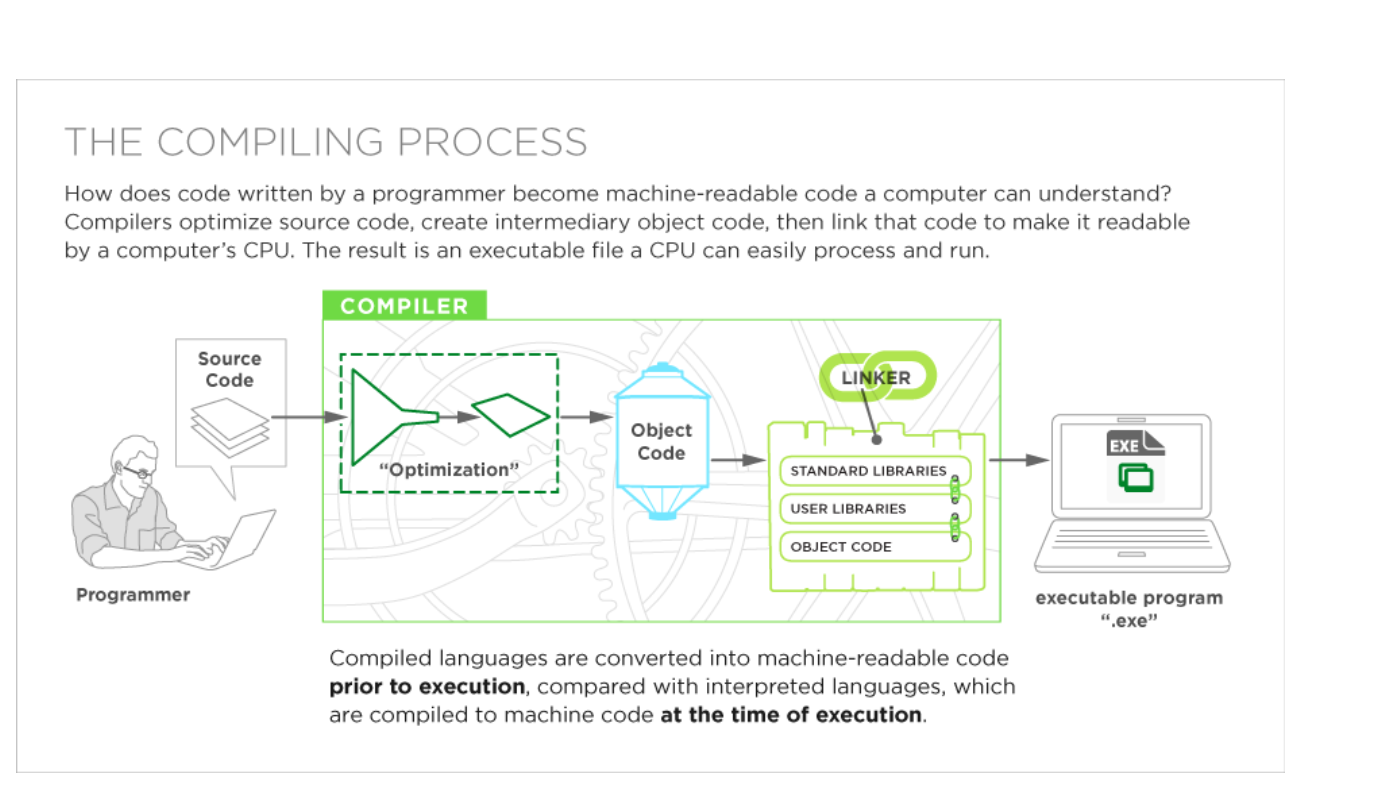 THE COMPILING PROCESS
How does code written by a programmer become machine-readable code a computer can understand?
Compilers optimize source code, create intermediary object code, then link that code to make it readable
by a computer’s CPU. The result is an executable file a CPU can easily process and run.
COMPILER
Source
Code
“Optimization”
Object
Code
LINKER
STANDARD LIBRARIES
USER LIBRARIES
OBJECT CODE
EXE
Programmer
executable program
“.exe”
Compiled languages are converted into machine-readable code
prior to execution, compared with interpreted languages, which
are compiled to machine code at the time of execution.